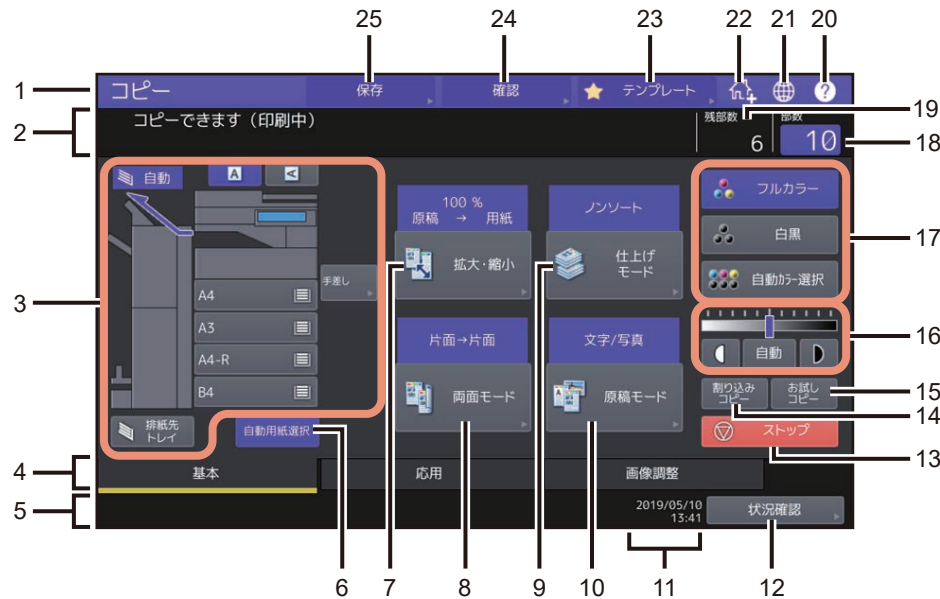 25
24
23
22
21
20
1
コピー
保存
確認
テンプレート
?
2
コピーできます（印刷中）
残部数
6
部数
10
19
18
3
自動
A
A
100 %
原稿 → 用紙
拡大・縮小
ノンソート
仕上げ
モード
フルカラー
白黒
自動ｶﾗｰ選択
17
手差し
A4
A3
A4-R
B4
片面→片面
両面モード
文字/写真
原稿モード
自動
16
割り込み
コピー
お試し
コピー
15
14
排紙先
トレイ
自動用紙選択
ストップ
13
4
基本
応用
画像調整
5
2019/05/10
13:41
状況確認
6
7
8
9
10
11
12